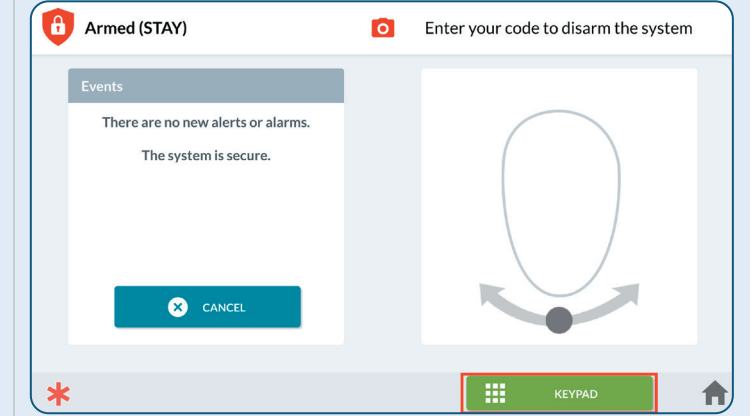 Armed (STAY)
Enter your code to disarm the system
Events
There are no new alerts or alarms.
The system is secure.
CANCEL
KEYPAD